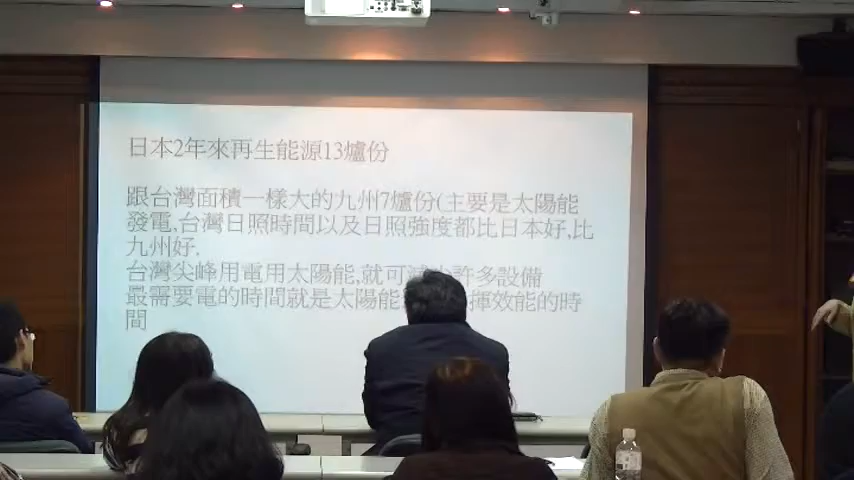 日本2年來再生能源13爐份
跟台灣面積一樣大的九州7爐份(主要是太陽能
發電,台灣日照時間以及日照強度都比日本好,比
九州好,
台灣尖峰用電用太陽能,就可減少許多設備
最需要電的時間就是太陽能 揮效能的時
間